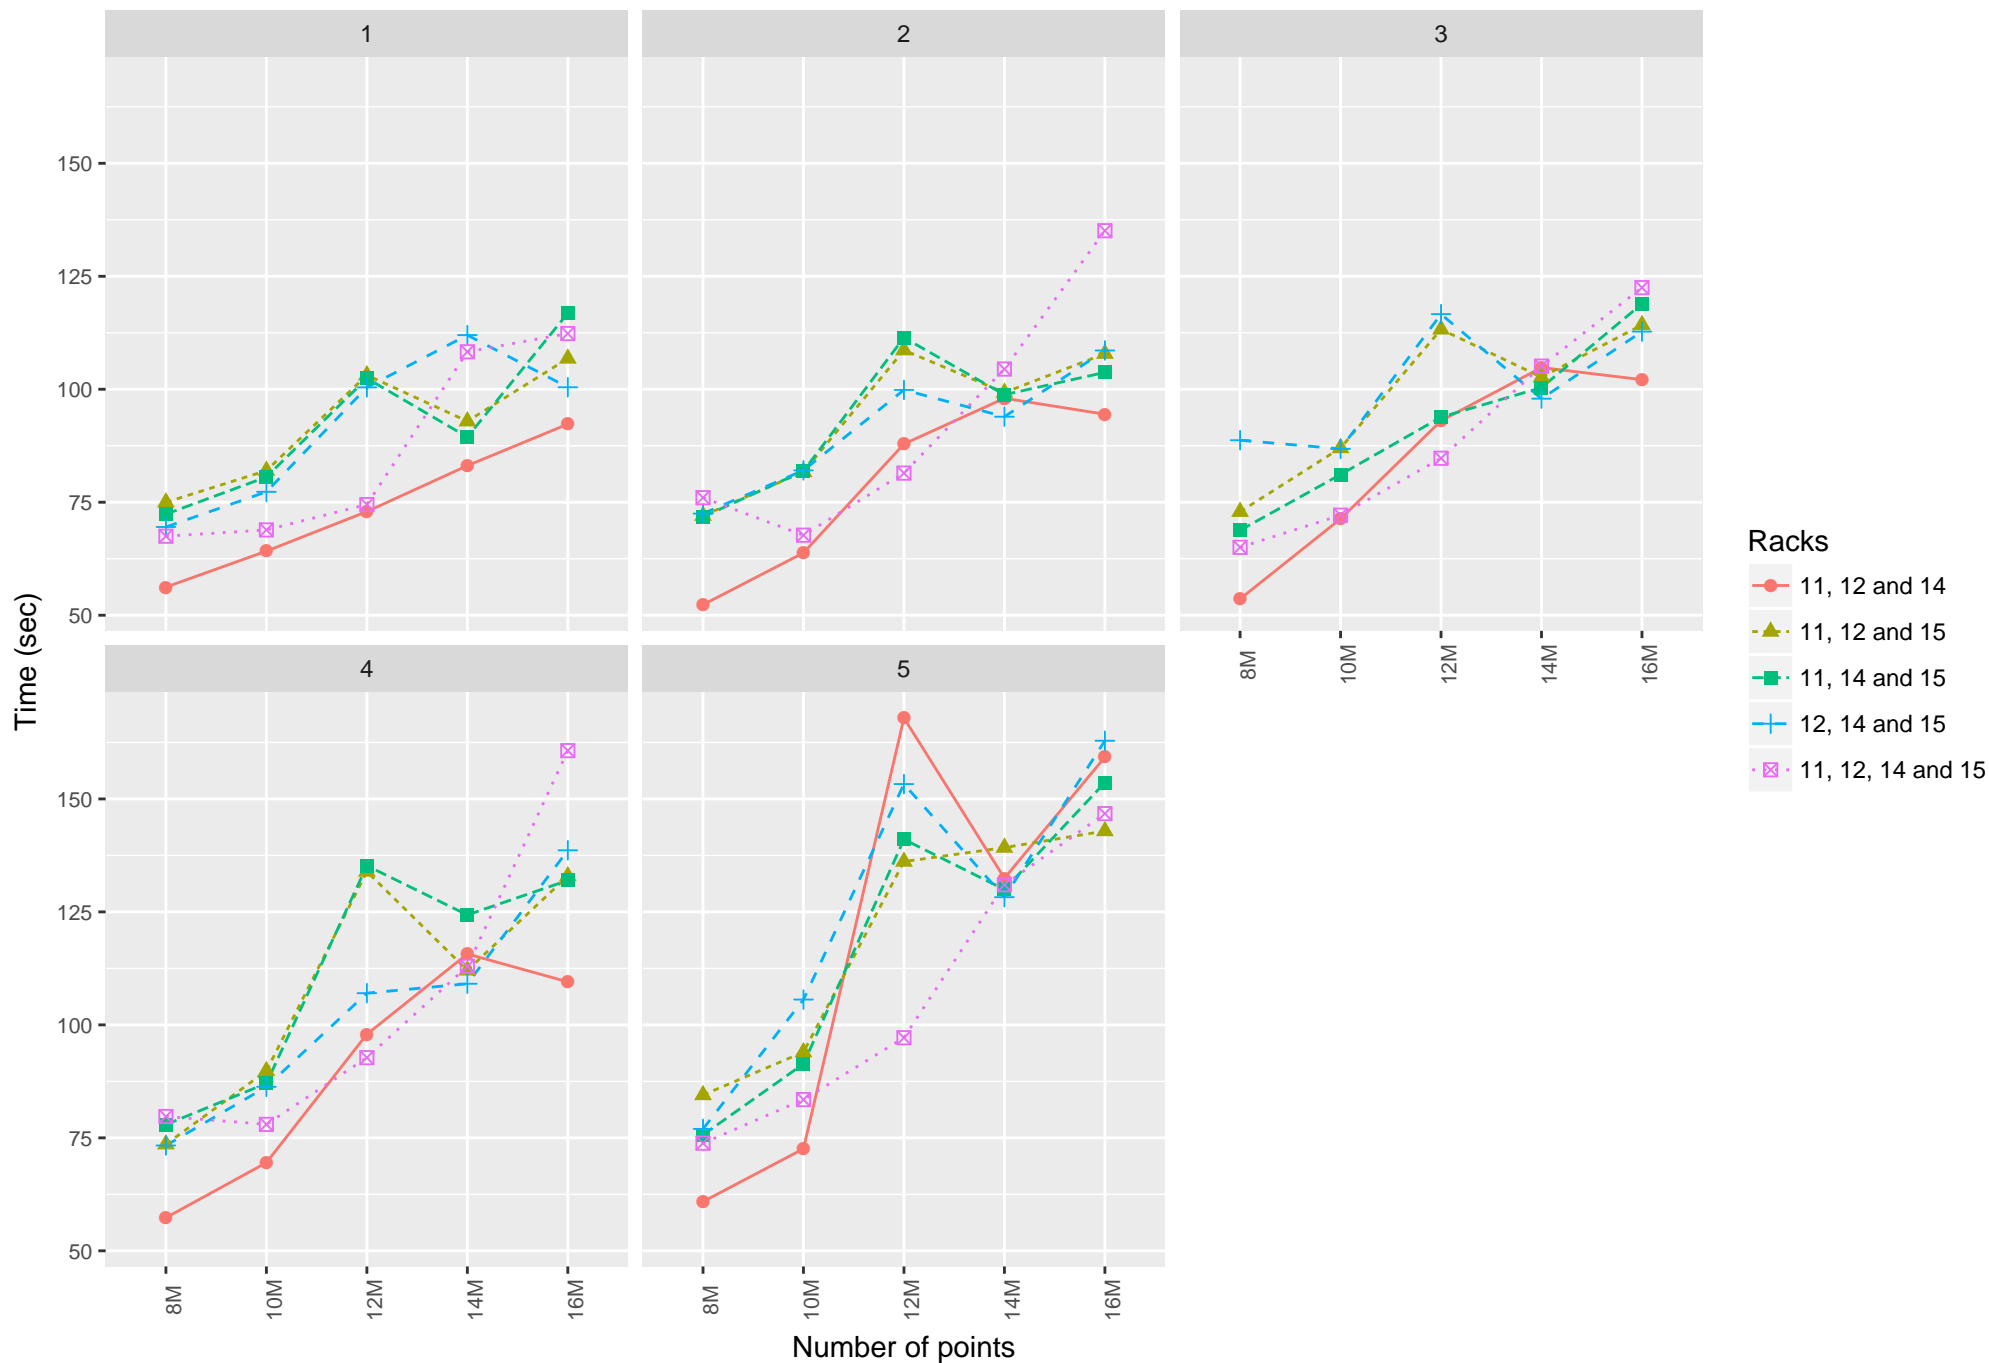 1
2
3
150
125
100
75
50
8M
10M
12M
14M
16M
4
5
150
125
100
75
50
8M
10M
12M
14M
16M
8M
10M
12M
14M
16M
Time (sec)
Number of points
Racks
11, 12 and 14
11, 12 and 15
11, 14 and 15
12, 14 and 15
11, 12, 14 and 15